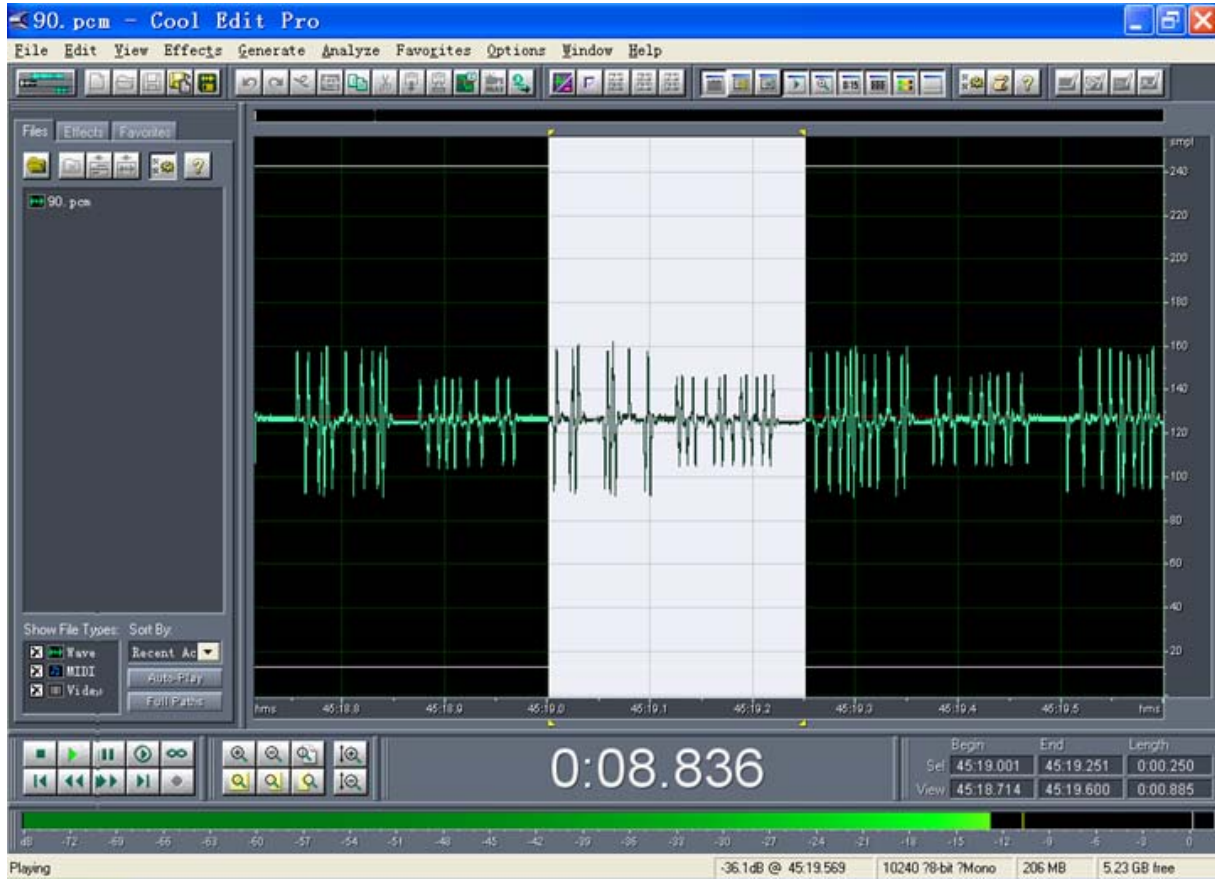 90.pcm - Cool Edit Pro
File Edit View Effects Generate Analyze Favorites Options Window Help
Files Effects Favorites
90.pcm
Show File Types: Sort By:
Wave Recent Ac
MIDI Auto-Play
Video Full Paths
smpl
240
220
200
180
160
140
120
100
80
60
40
20
hms 45:18.8 45:18.9 45:19.0 45:19.1 45:19.2 45:19.3 45:19.4 45:19.5 hms
0:08.836
Begin End Length
Sel 45:19.001 45:19.251 0:00.250
View 45:18.714 45:19.600 0:00.885
dB -72 -69 -66 -63 -60 -57 -54 -51 -48 -45 -42 -39 -36 -33 -30 -27 -24 -21 -18 -15 -12 -9 -6 -3 0
Playing -36.1dB @ 45:19.569 10240 ?8-bit ?Mono 206 MB 5.23 GB free